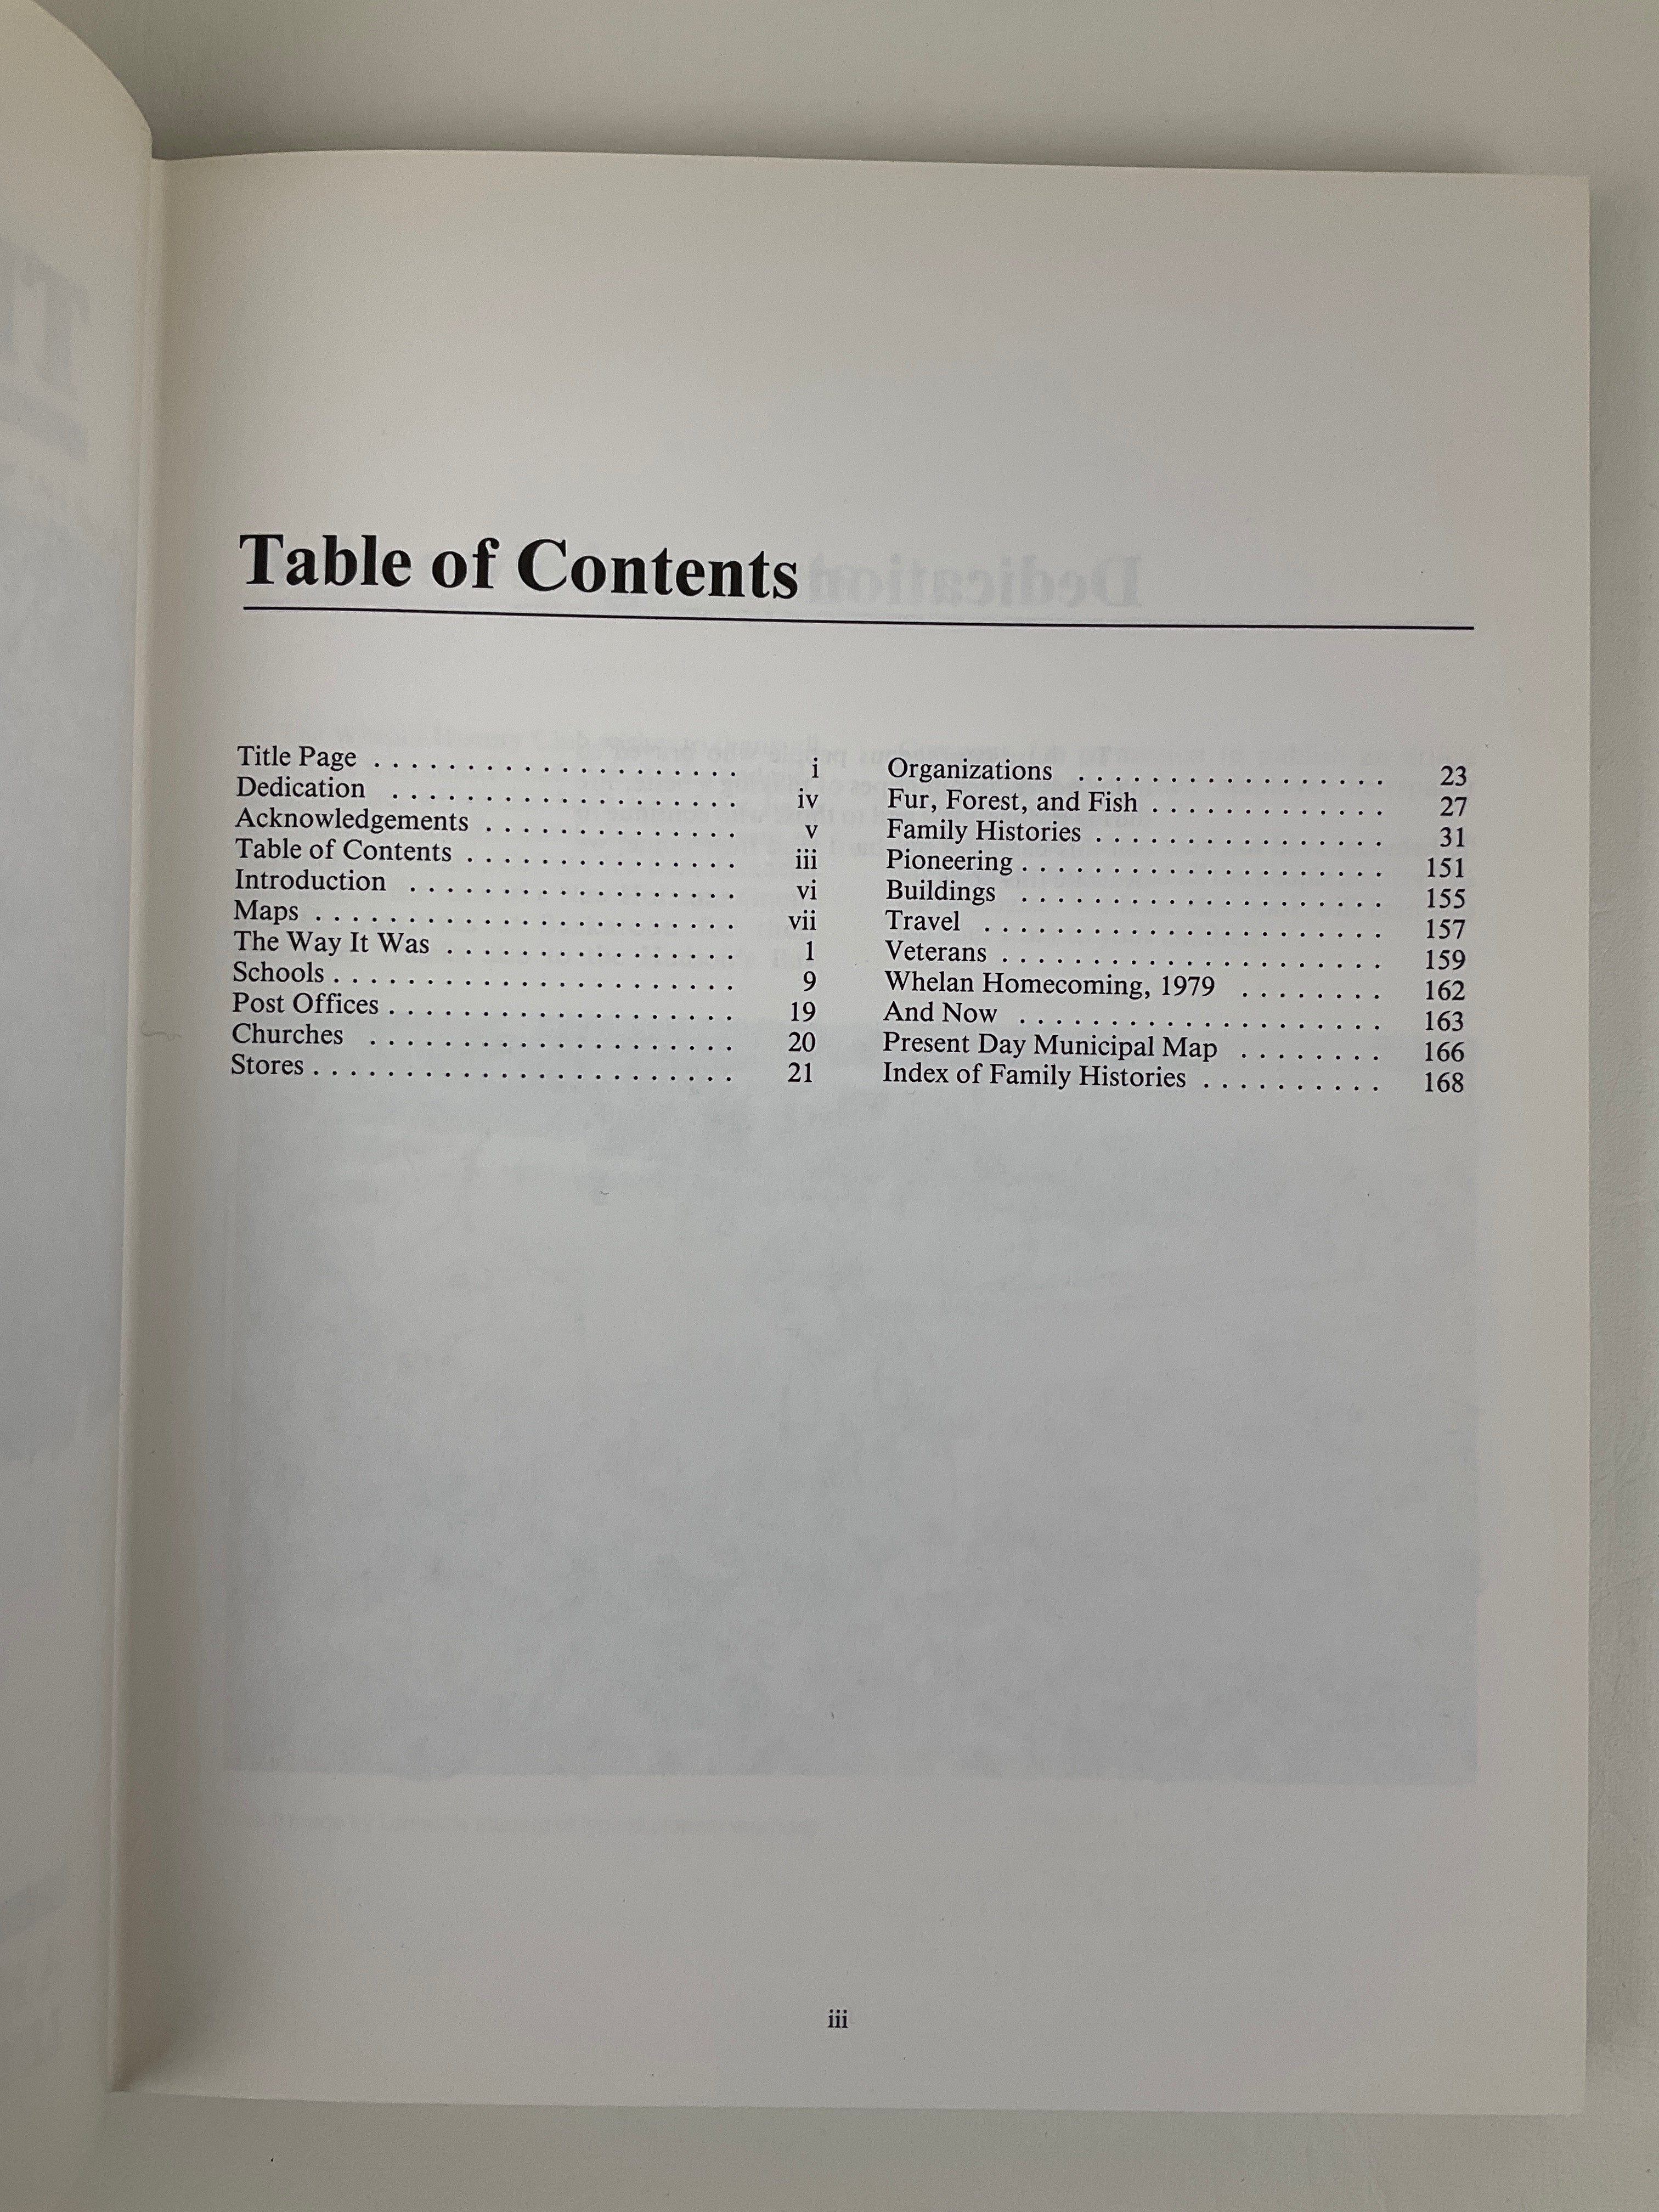 Table of Contents
Title Page . . . . . . . . . . . . . . . . . . . . i
Dedication . . . . . . . . . . . . . . . . . . . iv
Acknowledgements . . . . . . . . . . . . . . v
Table of Contents . . . . . . . . . . . . . . . iii
Introduction . . . . . . . . . . . . . . . . . . vi
Maps . . . . . . . . . . . . . . . . . . . . . . . vii
The Way It Was . . . . . . . . . . . . . . . . 1
Schools . . . . . . . . . . . . . . . . . . . . . . 9
Post Offices . . . . . . . . . . . . . . . . . . . 19
Churches . . . . . . . . . . . . . . . . . . . . 20
Stores . . . . . . . . . . . . . . . . . . . . . . . 21
Organizations . . . . . . . . . . . . . . . . . 23
Fur, Forest, and Fish . . . . . . . . . . . . . 27
Family Histories . . . . . . . . . . . . . . . . 31
Pioneering . . . . . . . . . . . . . . . . . . . . 151
Buildings . . . . . . . . . . . . . . . . . . . . 155
Travel . . . . . . . . . . . . . . . . . . . . . . 157
Veterans . . . . . . . . . . . . . . . . . . . . . 159
Whelan Homecoming, 1979 . . . . . . . . 162
And Now . . . . . . . . . . . . . . . . . . . . 163
Present Day Municipal Map . . . . . . . . 166
Index of Family Histories . . . . . . . . . . 168
iii